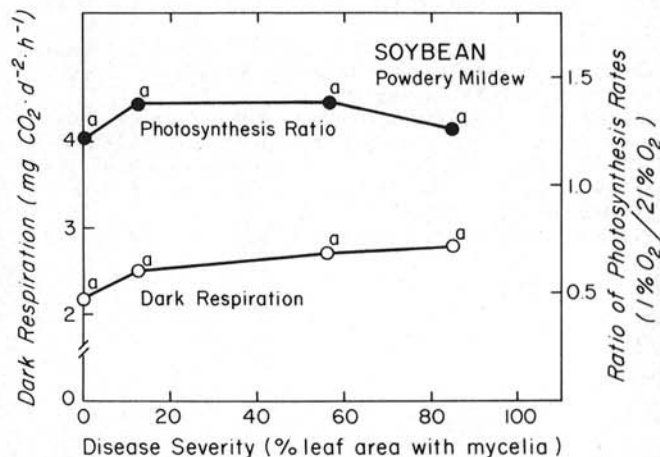 SOYBEAN
Powdery Mildew
Dark Respiration (mg CO₂ · d⁻² · h⁻¹)
4
3
2
0
a
a
a
a
Photosynthesis Ratio
a
a
a
a
Dark Respiration
1.5
1.0
0.5
Ratio of Photosynthesis Rates
(1% O₂ / 21% O₂)
0
20
40
60
80
100
Disease Severity (% leaf area with mycelia)